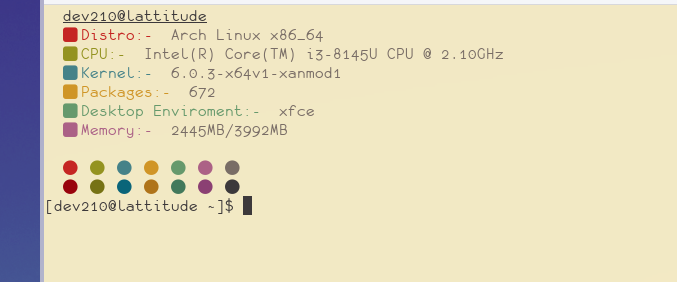 dev210@lattitude
Distro:- Arch Linux x86_64
CPU:- Intel(R) Core(TM) i3-8145U CPU @ 2.10GHz
Kernel:- 6.0.3-x64v1-xanmod1
Packages:- 672
Desktop Enviroment:- xfce
Memory:- 2445MB/3992MB
[dev210@lattitude ~]$